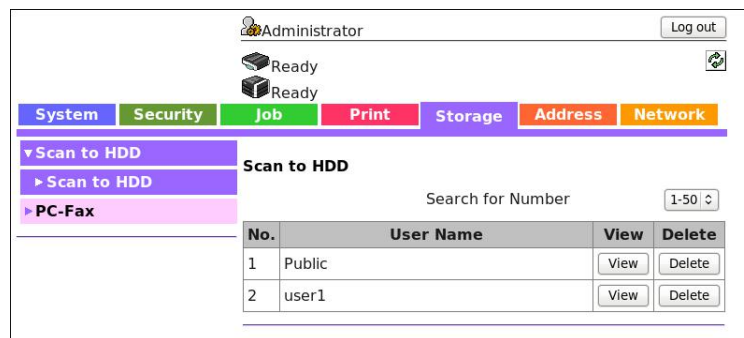 Administrator
Log out
Ready
Ready
System Security Job Print Storage Address Network
▼Scan to HDD
▶Scan to HDD
▶PC-Fax
Scan to HDD
Search for Number 1-50
No. User Name View Delete
1 Public View Delete
2 user1 View Delete